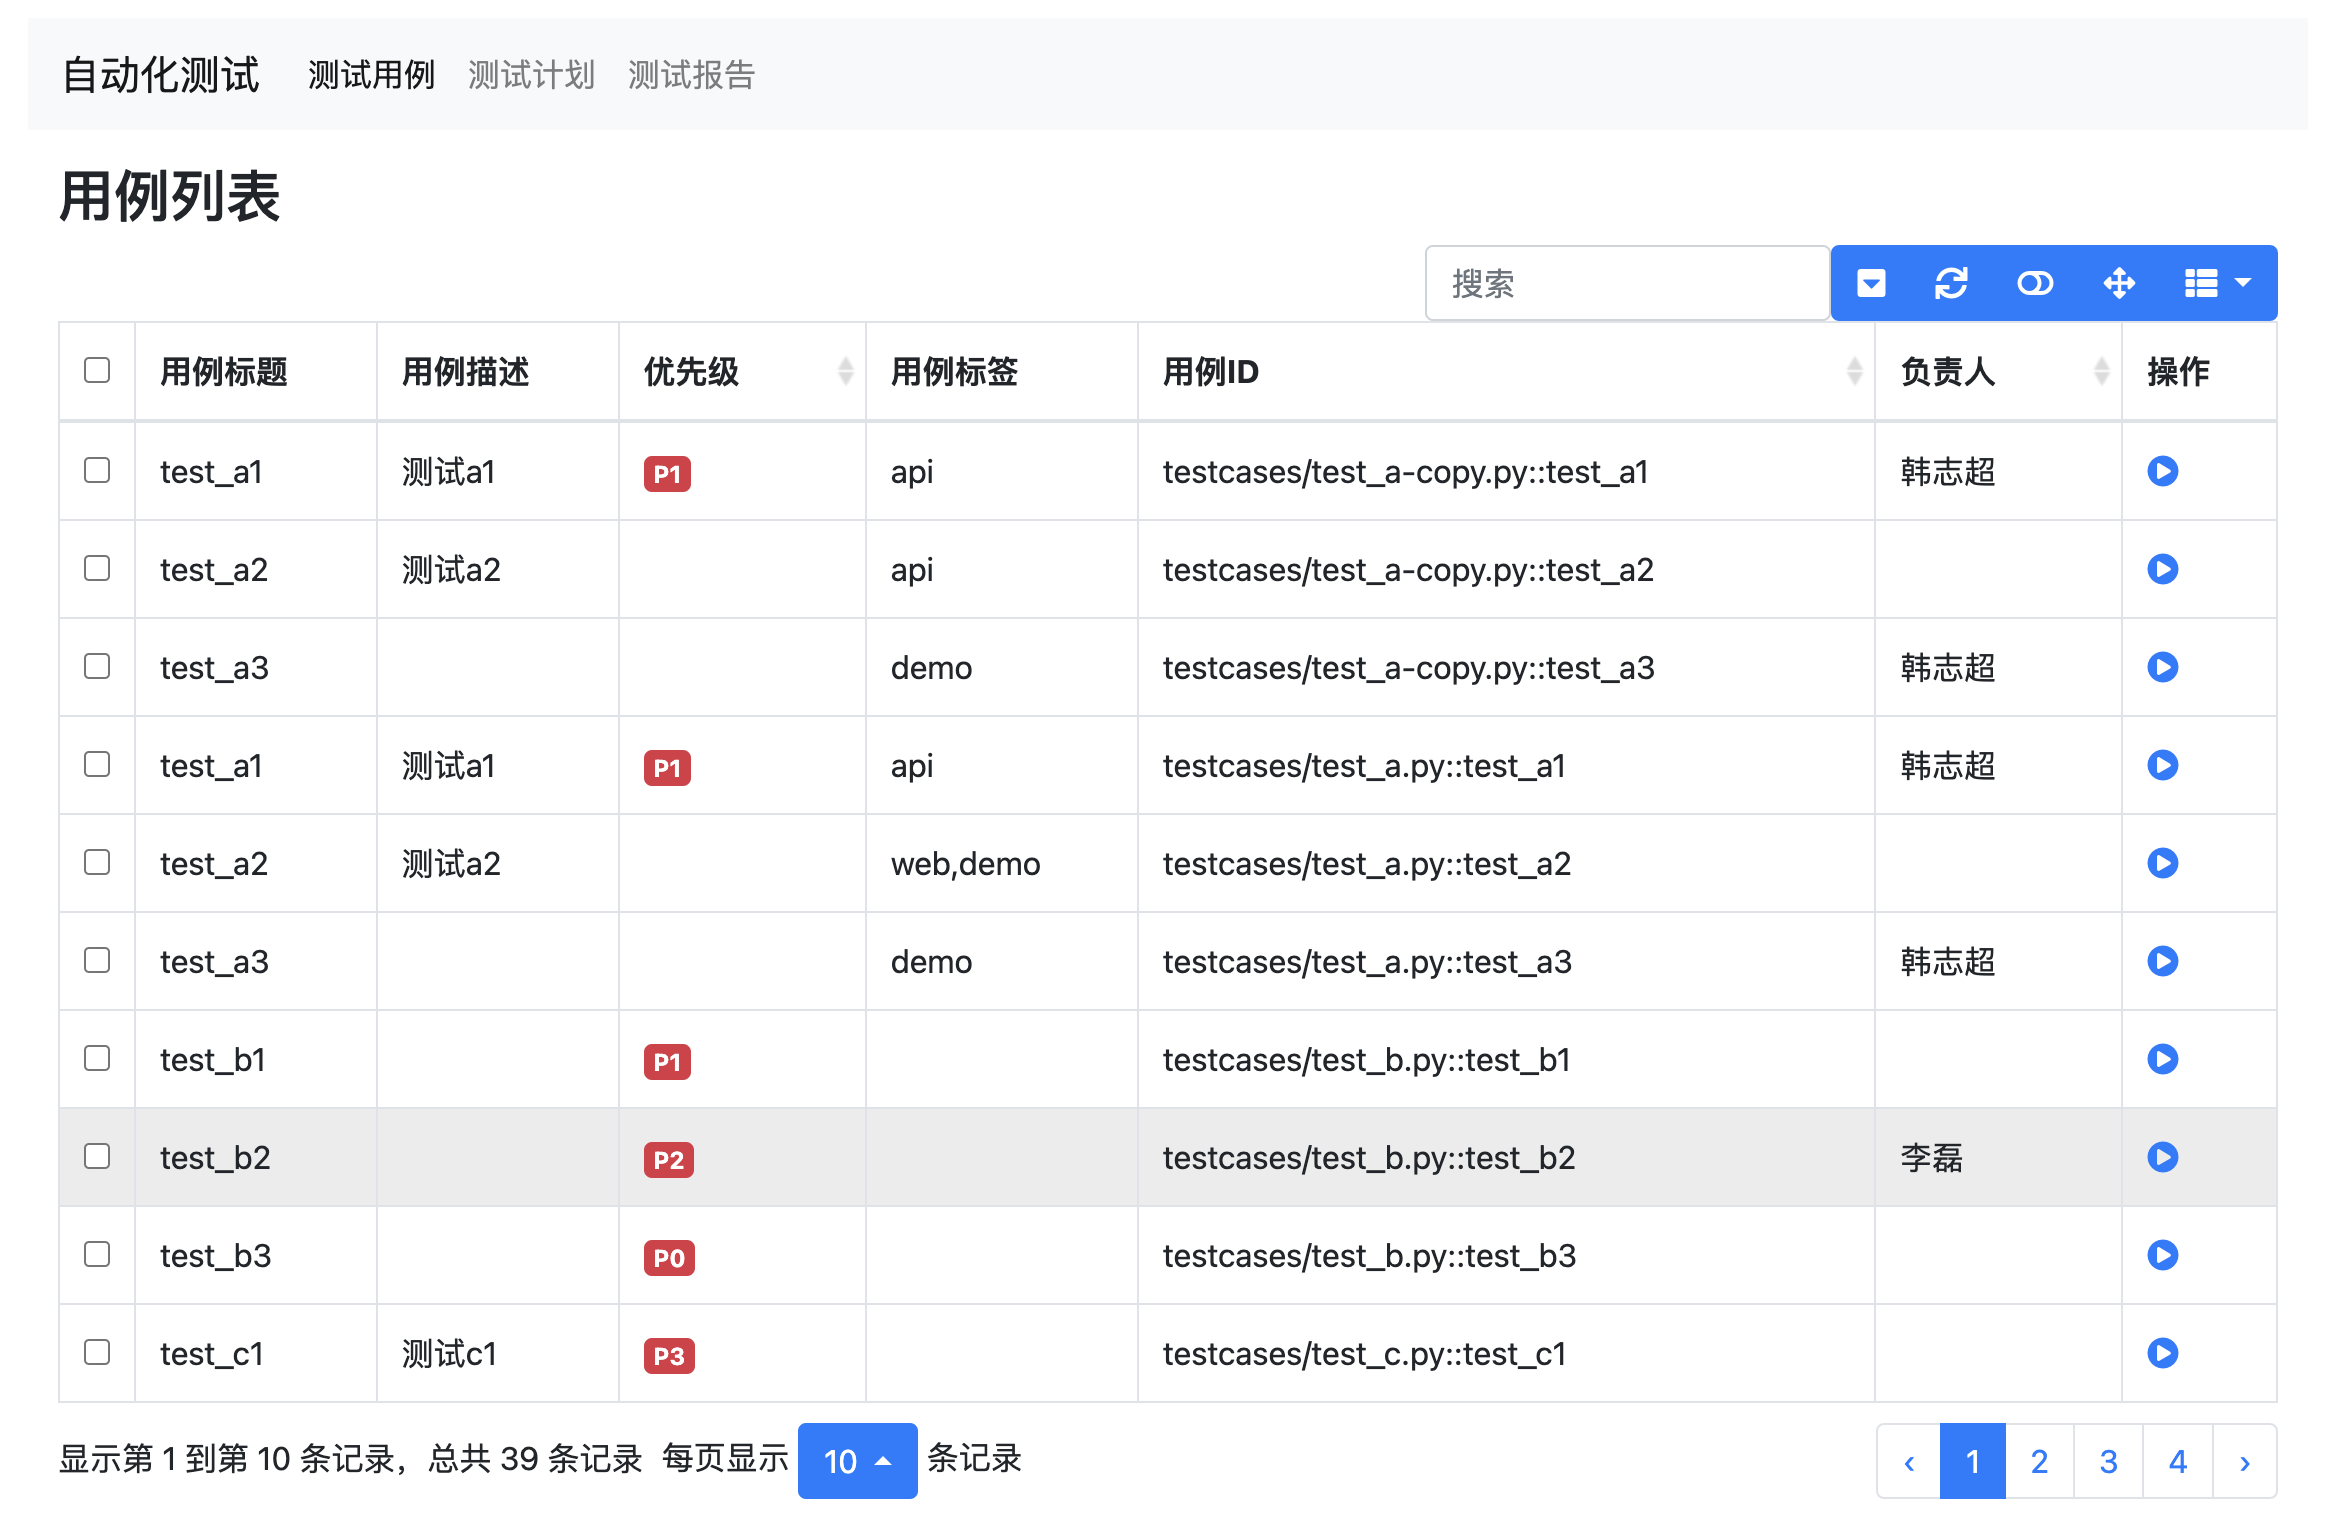 自动化测试 测试用例 测试计划 测试报告
用例列表
搜索
用例标题 用例描述 优先级 用例标签 用例ID 负责人 操作
test_a1 测试a1 P1 api testcases/test_a-copy.py::test_a1 韩志超
test_a2 测试a2 api testcases/test_a-copy.py::test_a2
test_a3 demo testcases/test_a-copy.py::test_a3 韩志超
test_a1 测试a1 P1 api testcases/test_a.py::test_a1 韩志超
test_a2 测试a2 web,demo testcases/test_a.py::test_a2
test_a3 demo testcases/test_a.py::test_a3 韩志超
test_b1 P1 testcases/test_b.py::test_b1
test_b2 P2 testcases/test_b.py::test_b2 李磊
test_b3 P0 testcases/test_b.py::test_b3
test_c1 测试c1 P3 testcases/test_c.py::test_c1
显示第 1 到第 10 条记录，总共 39 条记录 每页显示 10 条记录 ‹ 1 2 3 4 ›